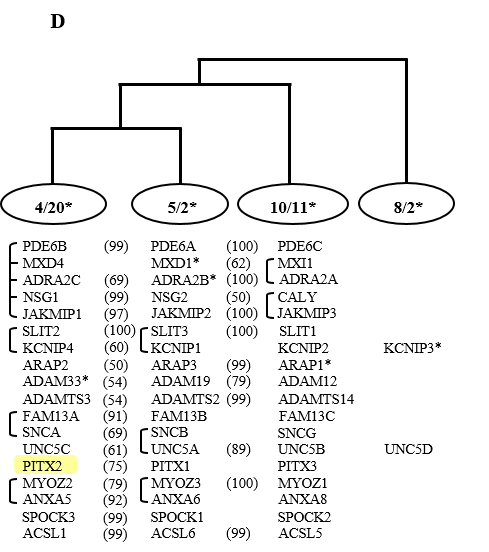 D
4/20* 5/2* 10/11* 8/2*
PDE6B (99) PDE6A (100) PDE6C
MXD4 MXD1* (62) MXI1
ADRA2C (69) ADRA2B* (100) ADRA2A
NSG1 (99) NSG2 (50) CALY
JAKMIP1 (97) JAKMIP2 (100) JAKMIP3
SLIT2 (100) SLIT3 (100) SLIT1
KCNIP4 (60) KCNIP1 KCNIP2 KCNIP3*
ARAP2 (50) ARAP3 (99) ARAP1*
ADAM33* (54) ADAM19 (79) ADAM12
ADAMTS3 (54) ADAMTS2 (99) ADAMTS14
FAM13A (91) FAM13B FAM13C
SNCA (69) SNCB SNCG
UNC5C (61) UNC5A (89) UNC5B UNC5D
PITX2 (75) PITX1 PITX3
MYOZ2 (79) MYOZ3 (100) MYOZ1
ANXA5 (92) ANXA6 ANXA8
SPOCK3 (99) SPOCK1 SPOCK2
ACSL1 (99) ACSL6 (99) ACSL5